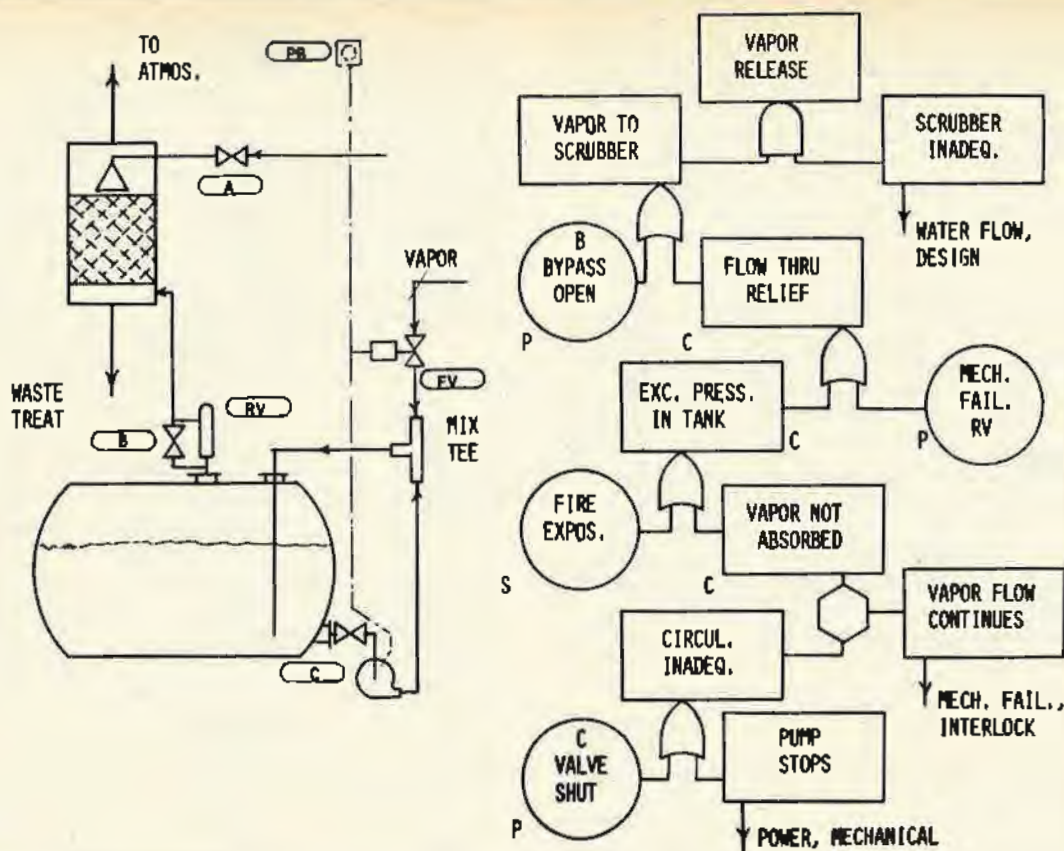 TO
ATMOS.
PB
A
VAPOR
FV
WASTE
TREAT
B
RV
MIX
TEE
C
VAPOR
RELEASE
VAPOR TO
SCRUBBER
SCRUBBER
INADEQ.
WATER FLOW,
DESIGN
B
BYPASS
OPEN
P
FLOW THRU
RELIEF
C
EXC. PRESS.
IN TANK
C
MECH.
FAIL.
RV
P
FIRE
EXPOS.
S
VAPOR NOT
ABSORBED
C
VAPOR FLOW
CONTINUES
MECH. FAIL.,
INTERLOCK
CIRCUL.
INADEQ.
C
VALVE
SHUT
P
PUMP
STOPS
POWER, MECHANICAL